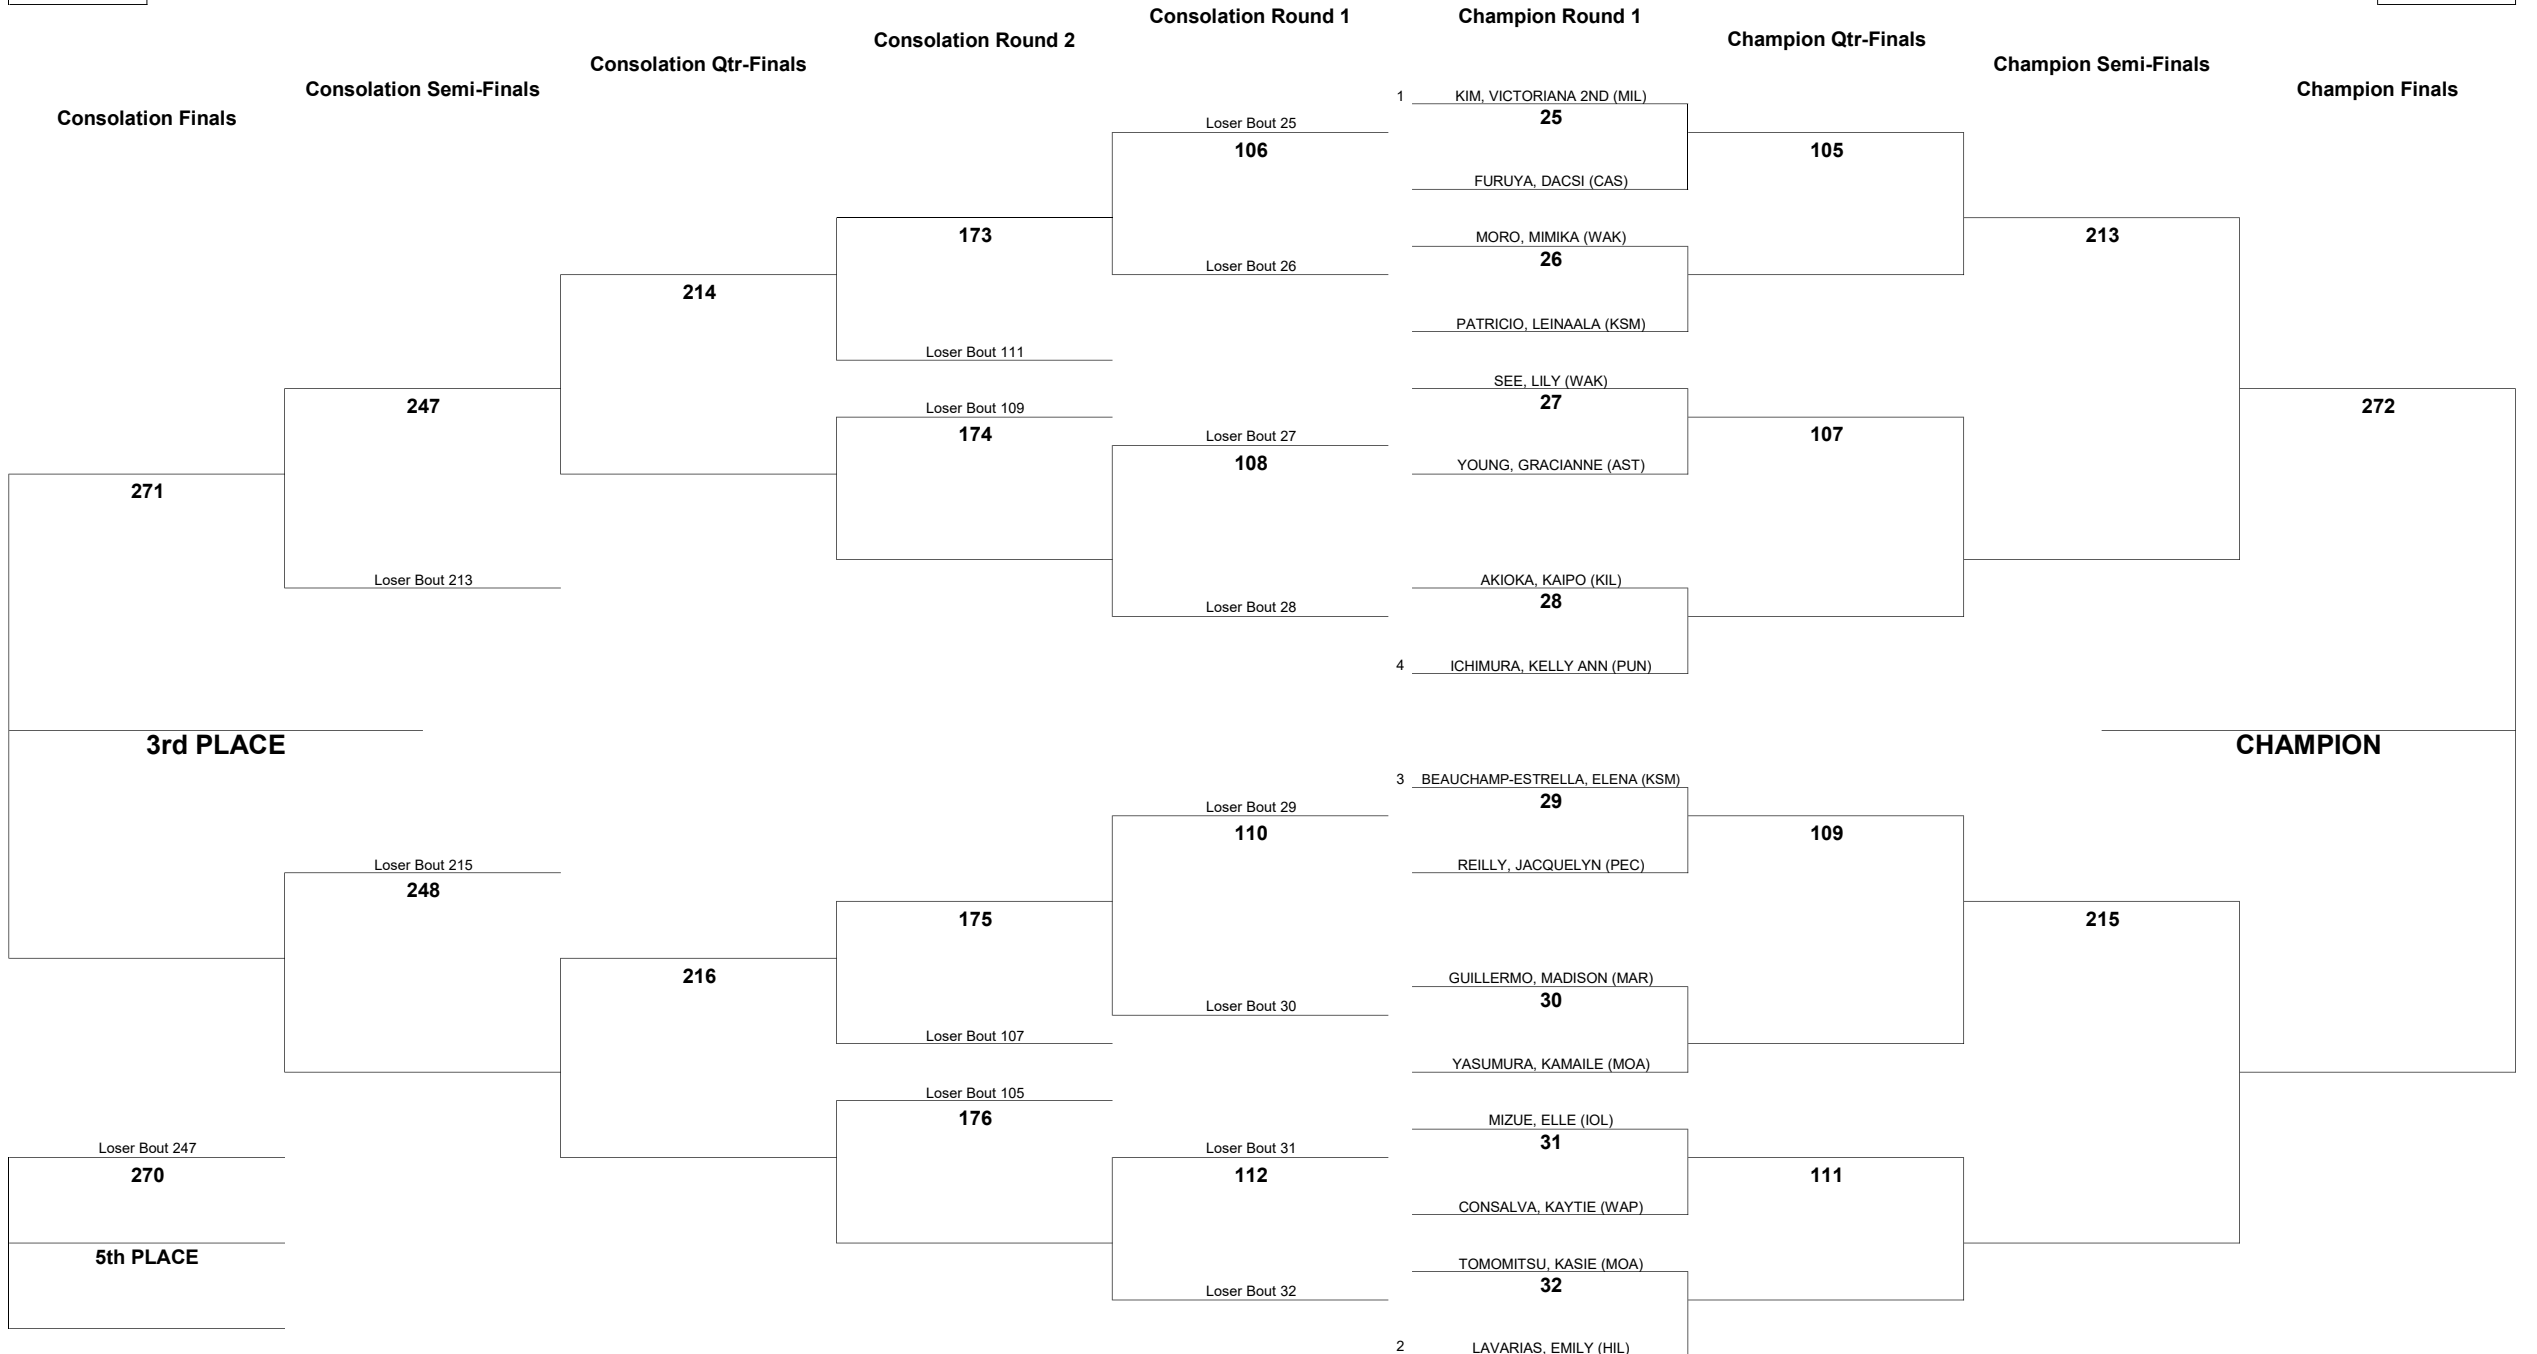 Consolation Round 1
Champion Round 1
Consolation Round 2
Champion Qtr-Finals
Consolation Qtr-Finals
Champion Semi-Finals
Consolation Semi-Finals
Champion Finals
Consolation Finals
1 KIM, VICTORIANA 2ND (MIL)
25
Loser Bout 25
106
105
FURUYA, DACSI (CAS)
173
MORO, MIMIKA (WAK)
213
26
Loser Bout 26
214
PATRICIO, LEINAALA (KSM)
Loser Bout 111
SEE, LILY (WAK)
247
27
272
Loser Bout 109
174
Loser Bout 27
107
108
YOUNG, GRACIANNE (AST)
271
Loser Bout 213
AKIOKA, KAIPO (KIL)
28
Loser Bout 28
4 ICHIMURA, KELLY ANN (PUN)
3rd PLACE
CHAMPION
3 BEAUCHAMP-ESTRELLA, ELENA (KSM)
29
Loser Bout 29
110
109
Loser Bout 215
REILLY, JACQUELYN (PEC)
248
175
215
216
GUILLERMO, MADISON (MAR)
30
Loser Bout 30
Loser Bout 107
YASUMURA, KAMAILE (MOA)
Loser Bout 105
176
MIZUE, ELLE (IOL)
31
Loser Bout 247
Loser Bout 31
270
112
111
CONSALVA, KAYTIE (WAP)
5th PLACE
TOMOMITSU, KASIE (MOA)
32
Loser Bout 32
2 LAVARIAS, EMILY (HIL)